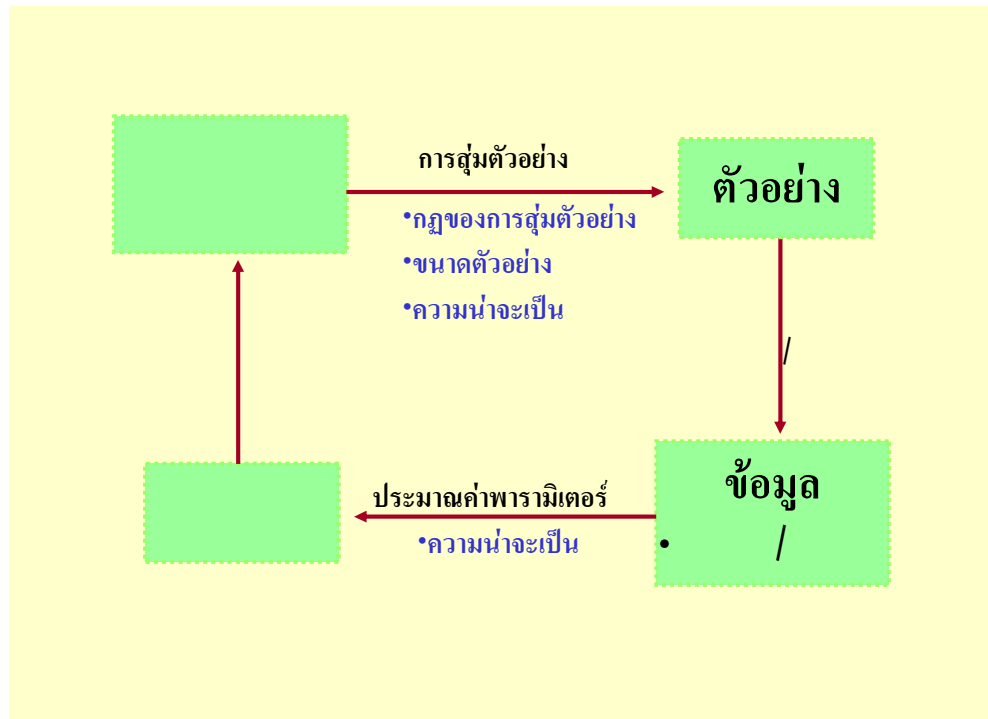 การสุ่มตัวอย่าง
ตัวอย่าง
•กฏของการสุ่มตัวอย่าง
•ขนาดตัวอย่าง
•ความน่าจะเป็น
/
ข้อมูล
• /
ประมาณค่าพารามิเตอร์
•ความน่าจะเป็น